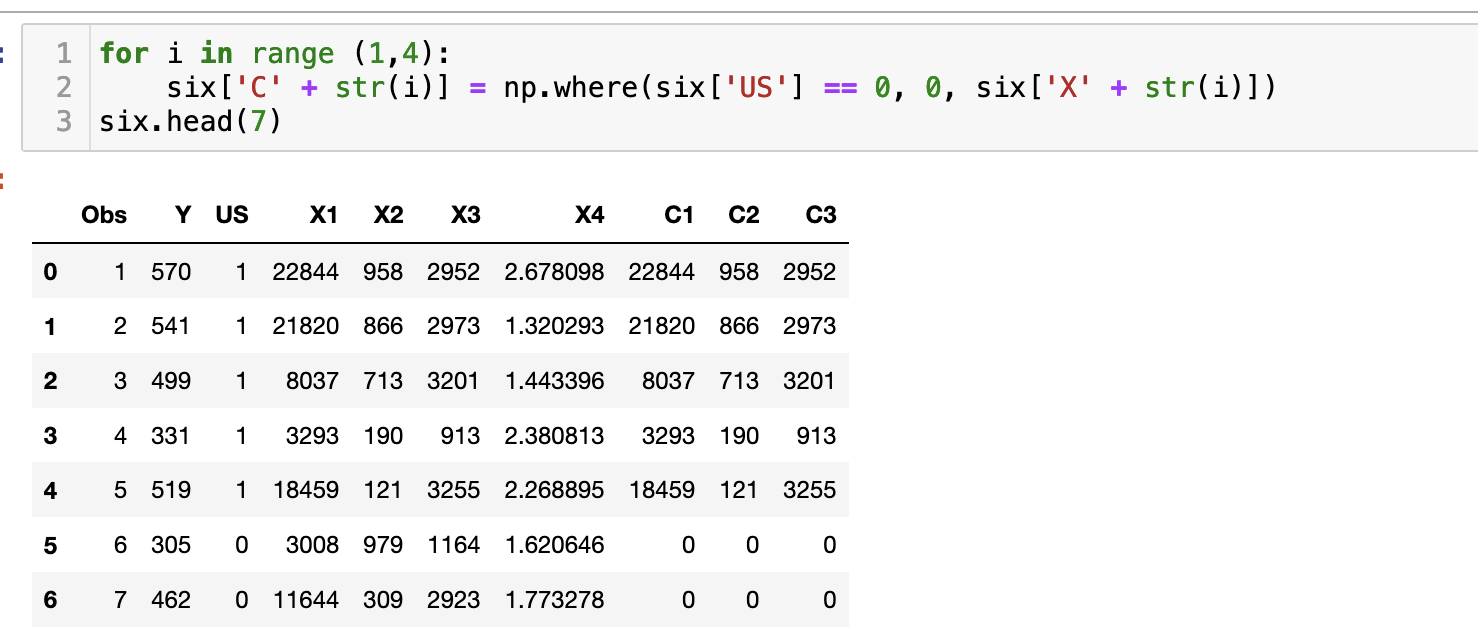 1 for i in range (1,4):
2     six['C' + str(i)] = np.where(six['US'] == 0, 0, six['X' + str(i)])
3 six.head(7)
Obs Y US X1 X2 X3 X4 C1 C2 C3
0 1 570 1 22844 958 2952 2.678098 22844 958 2952
1 2 541 1 21820 866 2973 1.320293 21820 866 2973
2 3 499 1 8037 713 3201 1.443396 8037 713 3201
3 4 331 1 3293 190 913 2.380813 3293 190 913
4 5 519 1 18459 121 3255 2.268895 18459 121 3255
5 6 305 0 3008 979 1164 1.620646 0 0 0
6 7 462 0 11644 309 2923 1.773278 0 0 0